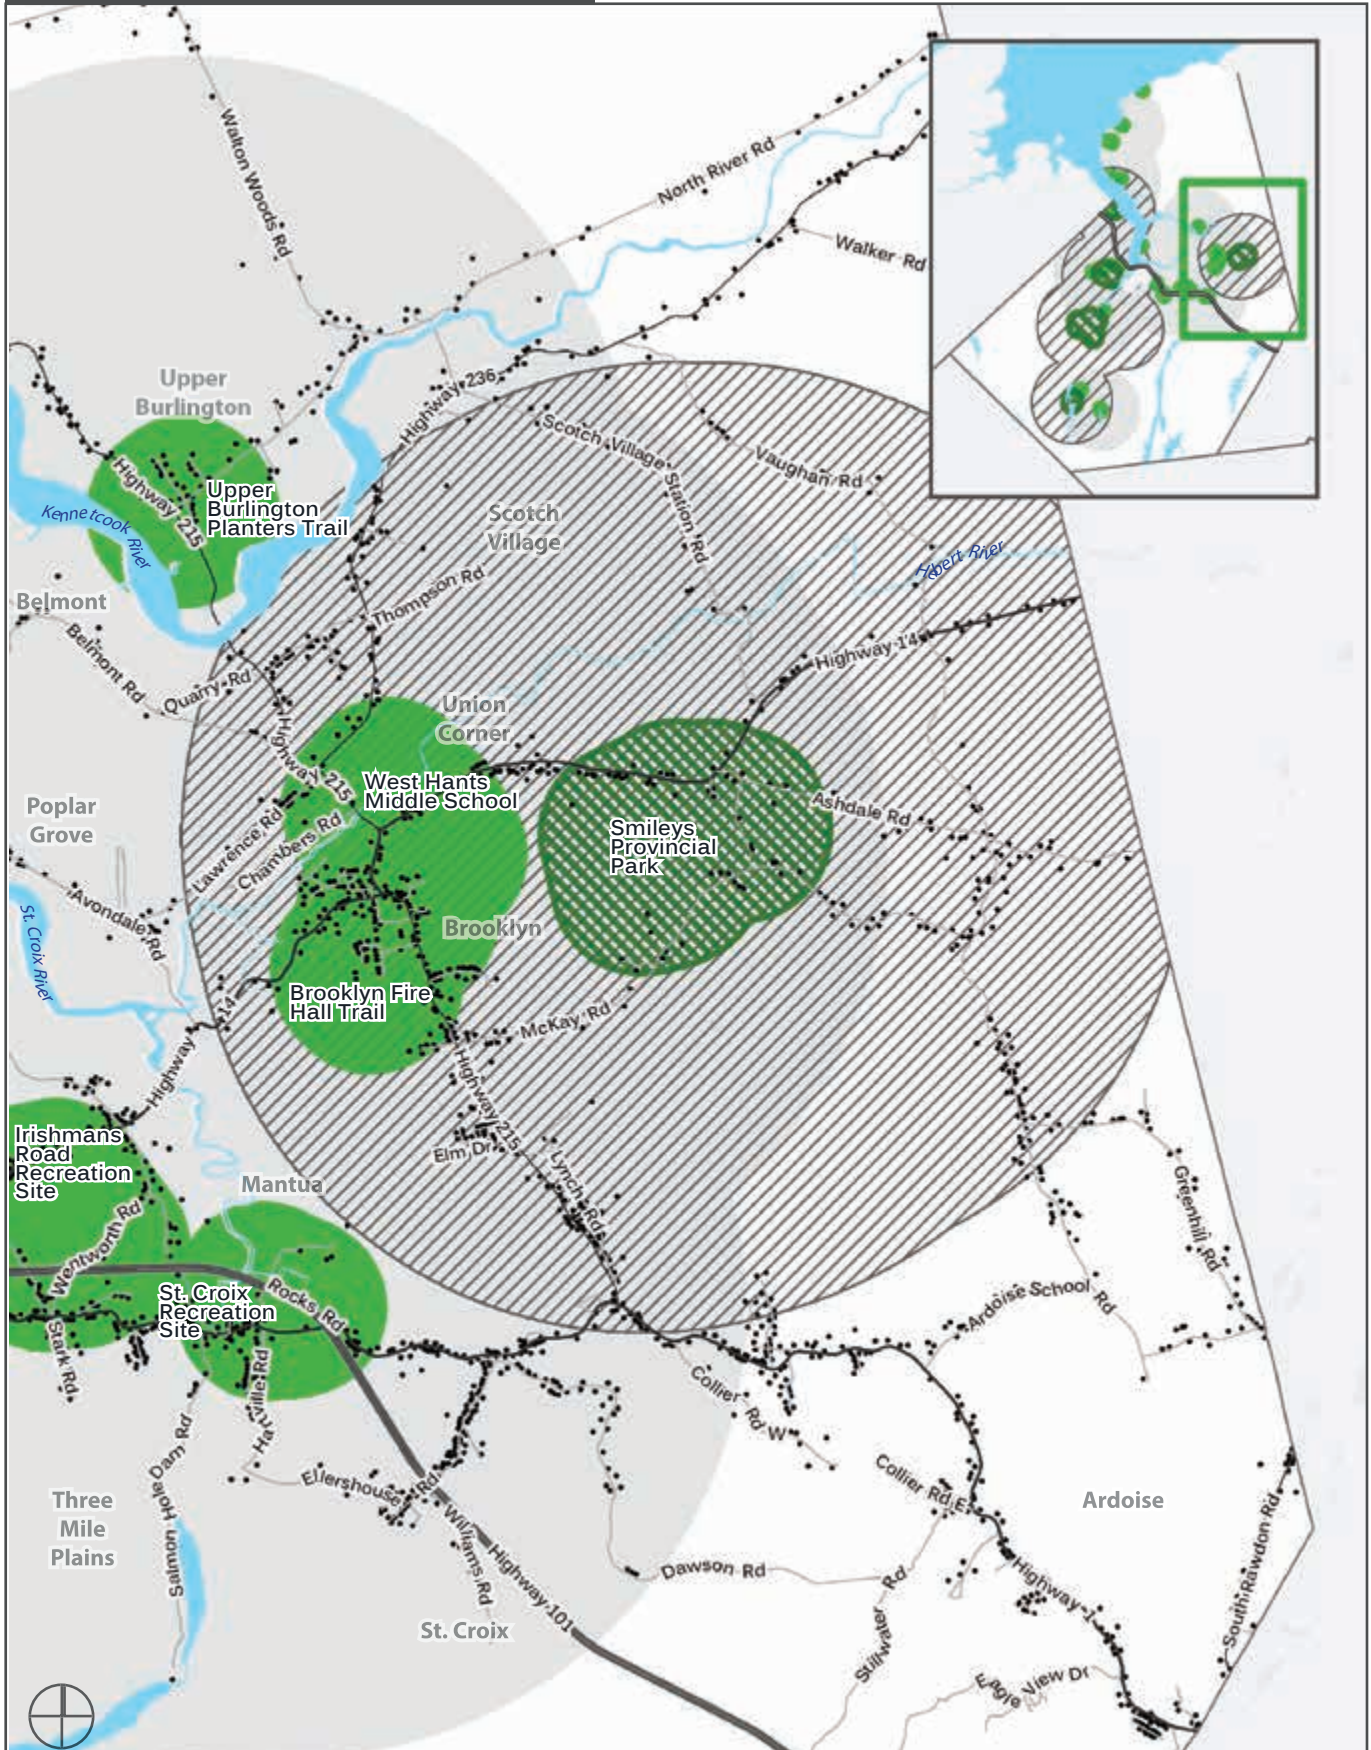 Walton Woods Rd
North River Rd
Walker Rd
Upper
Burlington
Highway 236
Scotch Village Station Rd
Vaughan Rd
Highway 215
Upper
Burlington
Planters Trail
Kennetcook River
Scotch
Village
Hebert River
Belmont
Thompson Rd
Belmont Rd
Quarry Rd
Highway 14
Union
Corner
Highway 215
West Hants
Middle School
Poplar
Grove
Lawrence Rd
Chambers Rd
Smileys
Provincial
Park
Ashdale Rd
Avondale Rd
St. Croix River
Brooklyn
Brooklyn Fire
Hall Trail
McKay Rd
Highway 14
Highway 215
Irishmans
Road
Recreation
Site
Elm Dr
Lynch Rd
Mantua
Greenhill Rd
Wentworth Rd
St. Croix
Recreation
Site
Rocks Rd
Ardoise School Rd
Stark Rd
Hartville Rd
Collier Rd W
Salmon Hole Dam Rd
Ellershouse Rd
Collier Rd E
Ardoise
Three
Mile
Plains
Williams Rd
Highway 101
Dawson Rd
Highway 1
South Rawdon Rd
St. Croix
Stillwater Rd
Eagle View Dr